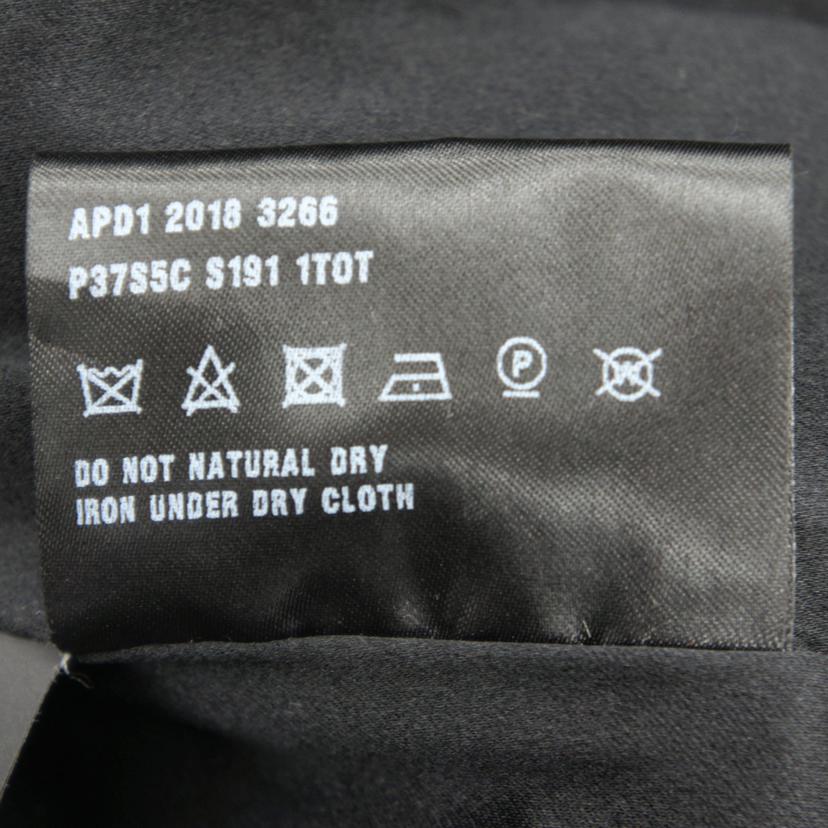 APD1 2018 3266
P37S5C S191 1TOT
P W
DO NOT NATURAL DRY
IRON UNDER DRY CLOTH